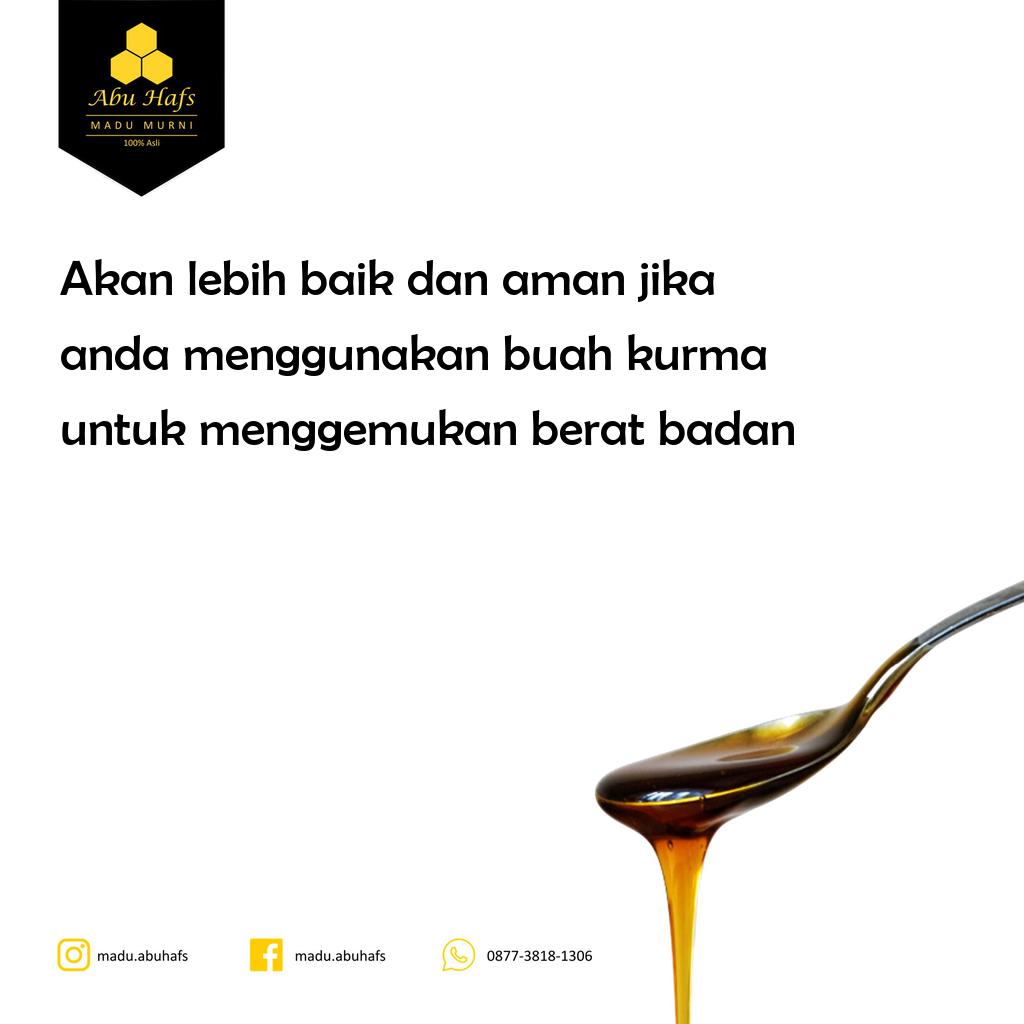 Abu Hafs
MADU MURNI
100% Asli
Akan lebih baik dan aman jika
anda menggunakan buah kurma
untuk menggemukan berat badan
madu.abuhafs
madu.abuhafs
0877-3818-1306